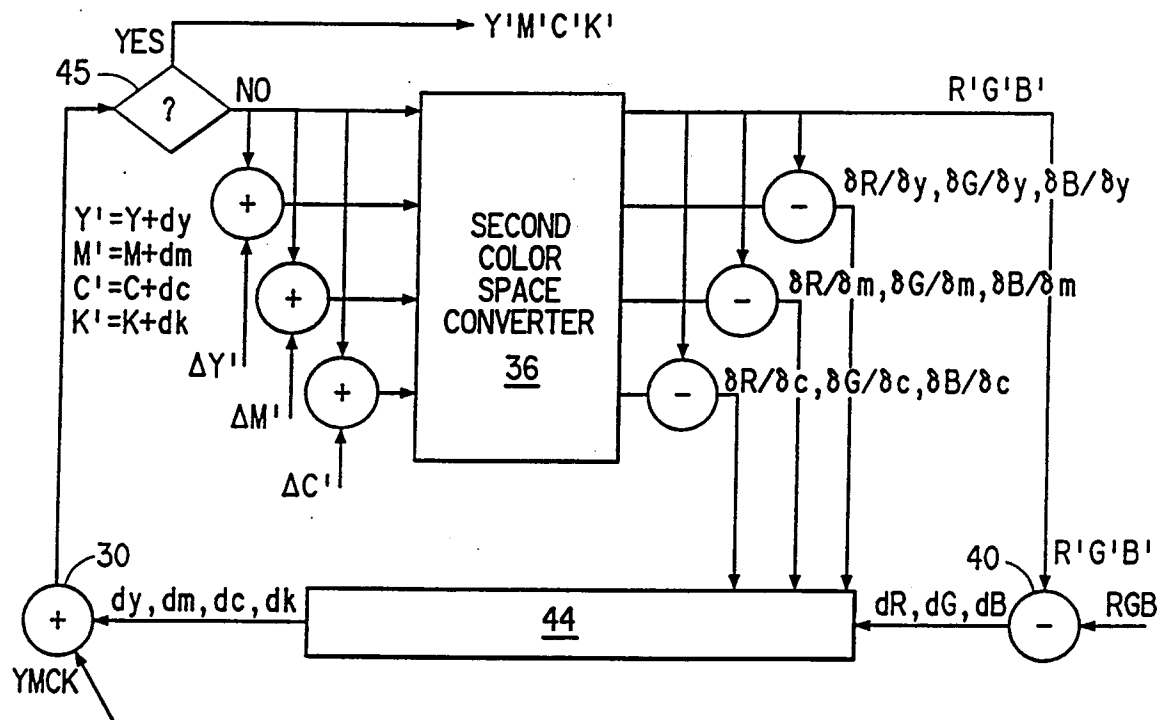 YES
Y'M'C'K'
45
?
NO
R'G'B'
+
Y'=Y+dy
M'=M+dm
C'=C+dc
K'=K+dk
+
+
ΔY'
ΔM'
ΔC'
SECOND
COLOR
SPACE
CONVERTER
36
-
δR/δy,δG/δy,δB/δy
-
δR/δm,δG/δm,δB/δm
-
δR/δc,δG/δc,δB/δc
30
+
YMCK
dy,dm,dc,dk
44
dR,dG,dB
40
-
R'G'B'
RGB